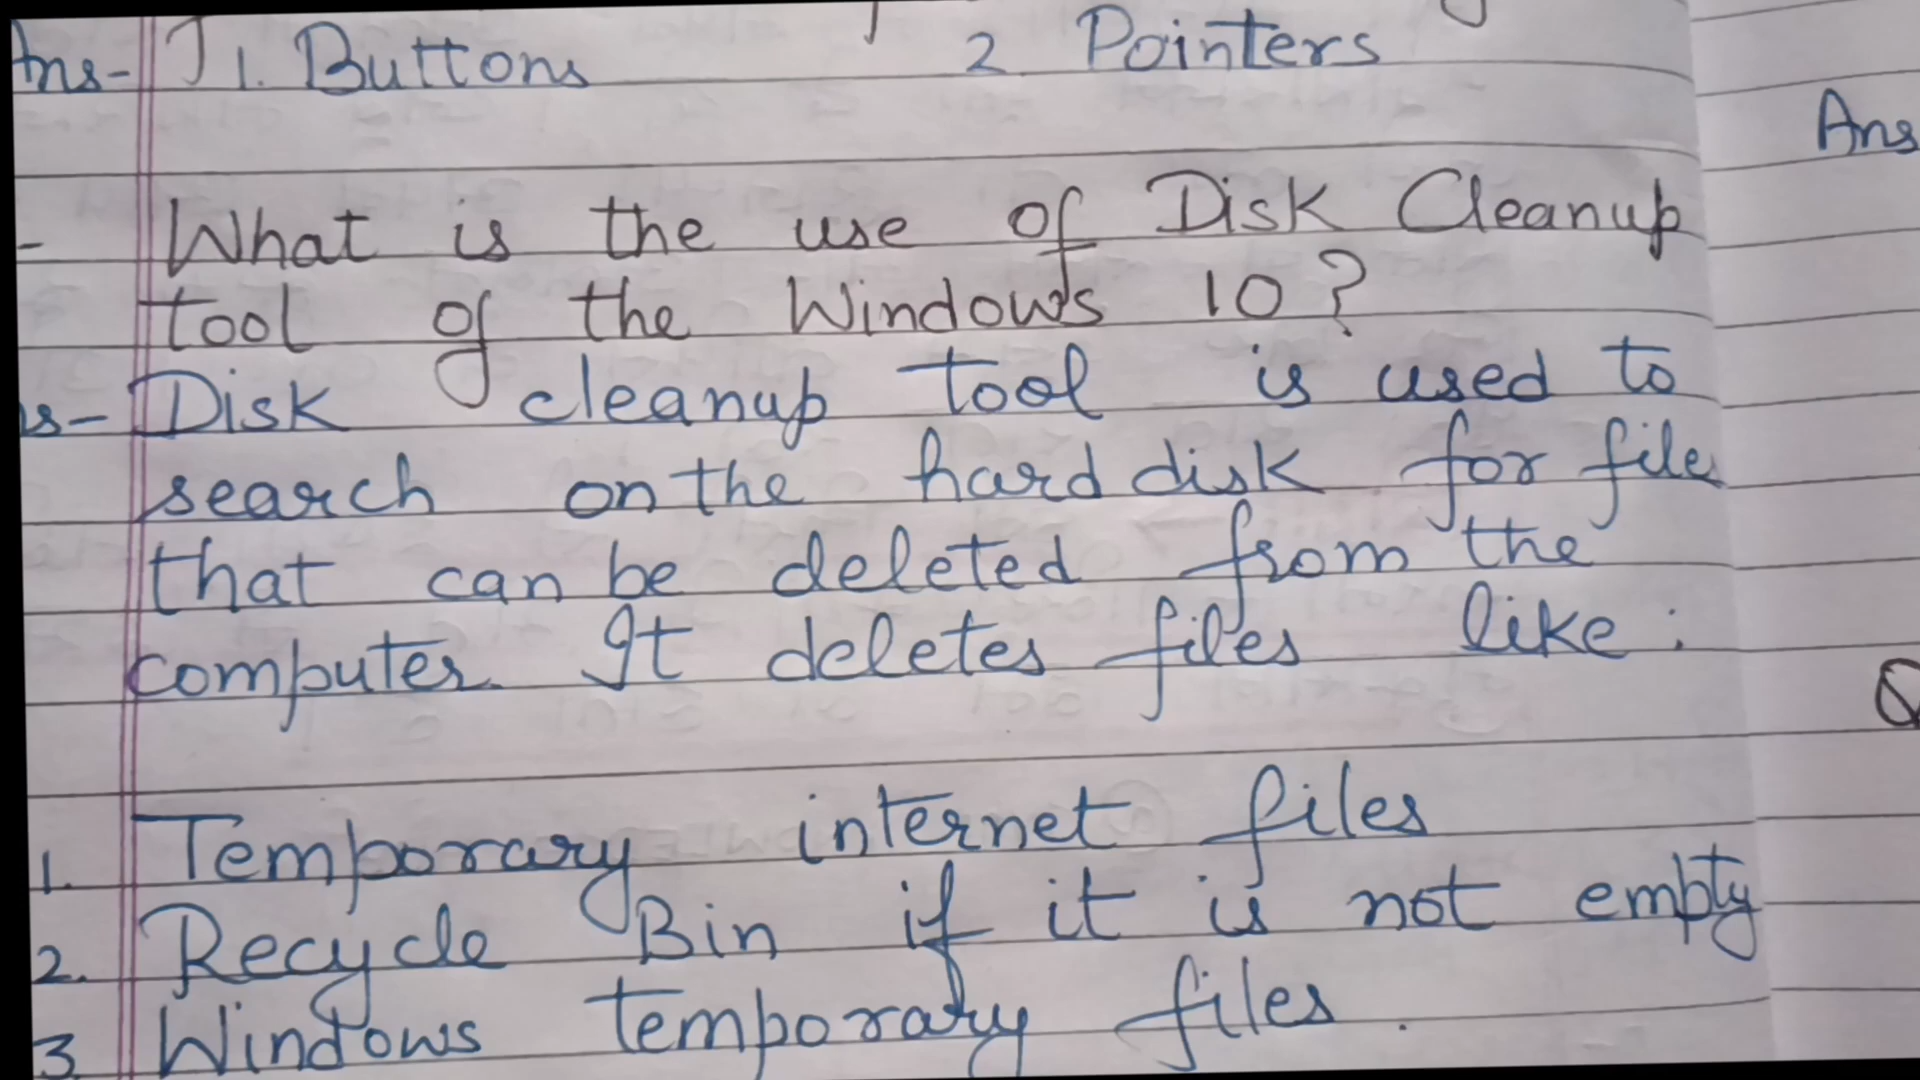 Ans- 1. Buttons 2 Pointers
Ans
- What is the use of Disk Cleanup
tool of the Windows 10?
s- Disk cleanup tool is used to
search on the hard disk for file
that can be deleted from the
computer. It deletes files like:
Q
1. Temporary internet files
2. Recycle Bin if it is not empty
3. Windows temporary files.